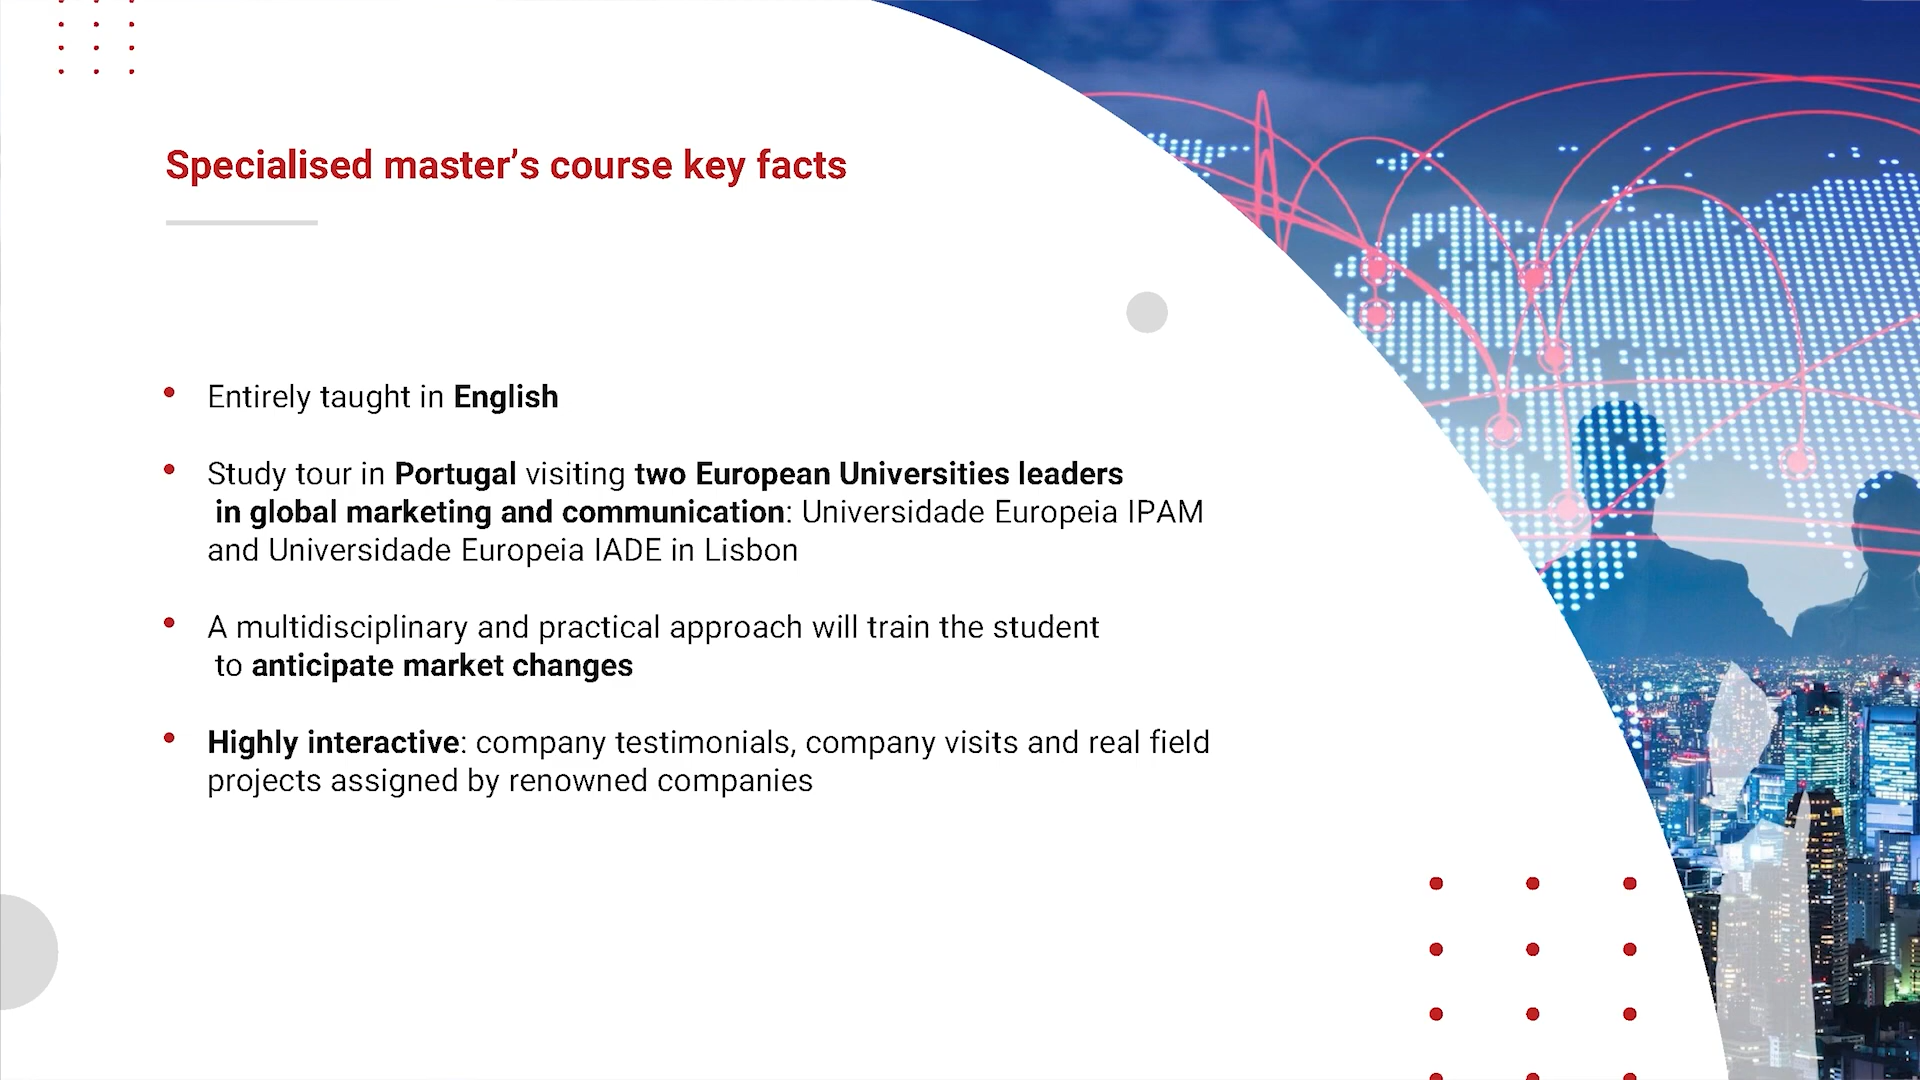 Specialised master’s course key facts
• Entirely taught in English
• Study tour in Portugal visiting two European Universities leaders
in global marketing and communication: Universidade Europeia IPAM
and Universidade Europeia IADE in Lisbon
• A multidisciplinary and practical approach will train the student
to anticipate market changes
• Highly interactive: company testimonials, company visits and real field
projects assigned by renowned companies